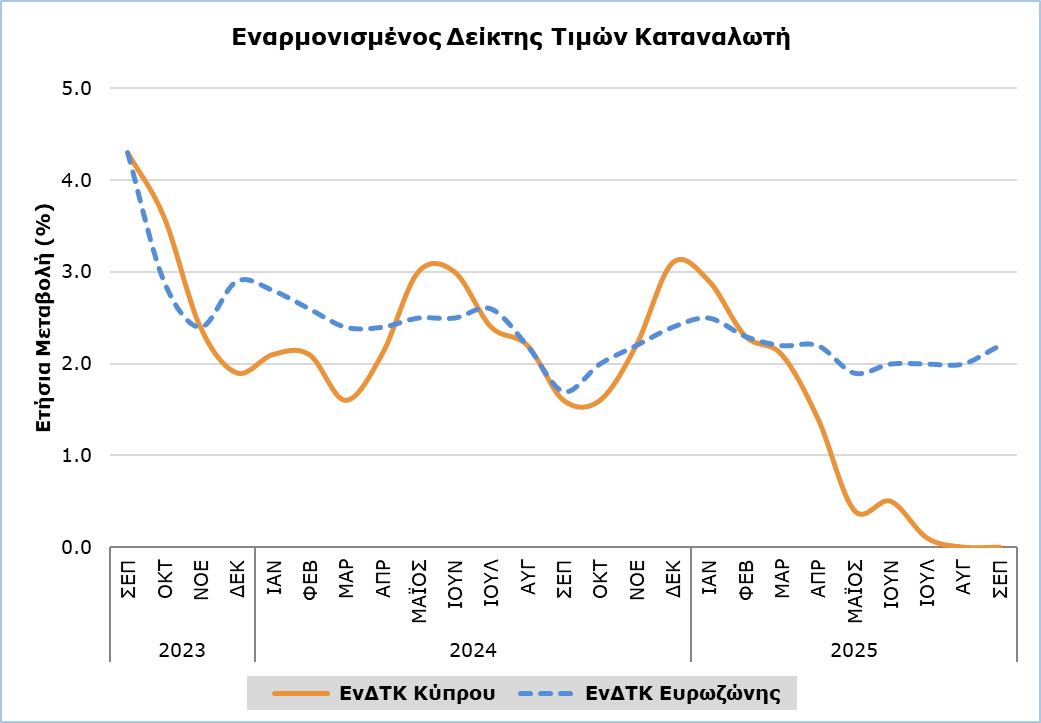 Εναρμονισμένος Δείκτης Τιμών Καταναλωτή
Ετήσια Μεταβολή (%)
5.0
4.0
3.0
2.0
1.0
0.0
ΣΕΠ ΟΚΤ ΝΟΕ ΔΕΚ ΙΑΝ ΦΕΒ ΜΑΡ ΑΠΡ ΜΑΪΟΣ ΙΟΥΝ ΙΟΥΛ ΑΥΓ ΣΕΠ ΟΚΤ ΝΟΕ ΔΕΚ ΙΑΝ ΦΕΒ ΜΑΡ ΑΠΡ ΜΑΪΟΣ ΙΟΥΝ ΙΟΥΛ ΑΥΓ ΣΕΠ
2023 2024 2025
ΕνΔΤΚ Κύπρου ΕνΔΤΚ Ευρωζώνης